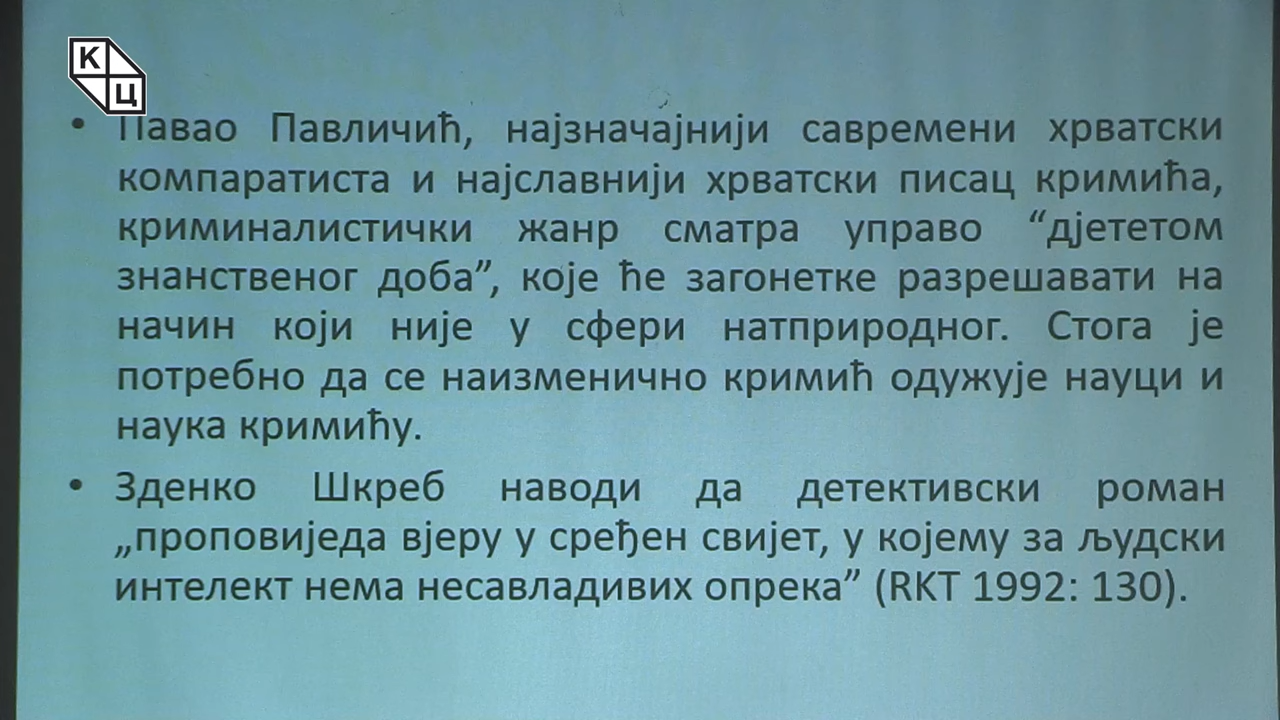 К
Ц
• Павао Павличић, најзначајнији савремени хрватски
компаратиста и најславнији хрватски писац кримића,
криминалистички жанр сматра управо “дјететом
знанственог доба”, које ће загонетке разрешавати на
начин који није у сфери натприродног. Стога је
потребно да се наизменично кримић одужује науци и
наука кримићу.
• Зденко Шкреб наводи да детективски роман
„проповиједа вјеру у сређен свијет, у којему за људски
интелект нема несавладивих опрека” (RKT 1992: 130).